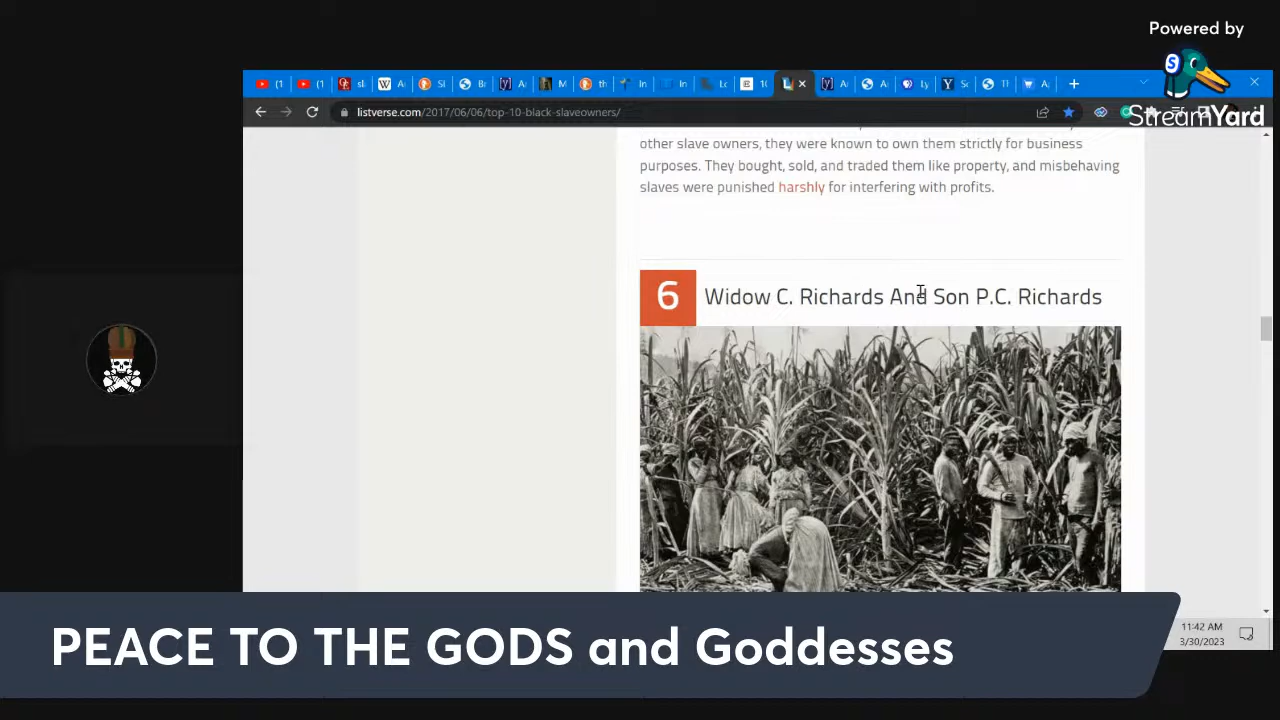 Powered by
S
StreamYard
listverse.com/2017/06/06/top-10-black-slaveowners/
other slave owners, they were known to own them strictly for business
purposes. They bought, sold, and traded them like property, and misbehaving
slaves were punished harshly for interfering with profits.
6
Widow C. Richards And Son P.C. Richards
11:42 AM
3/30/2023
PEACE TO THE GODS and Goddesses